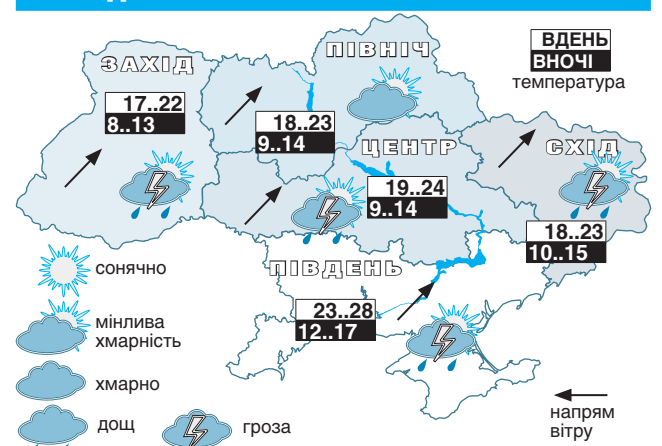 ПІВНІЧ
ВДЕНЬ
ВНОЧІ
температура
ЗАХІД
17..22
8..13
18..23
9..14
ЦЕНТР
СХІД
19..24
9..14
18..23
10..15
ПІВДЕНЬ
23..28
12..17
сонячно
мінлива
хмарність
хмарно
дощ
гроза
напрям
вітру